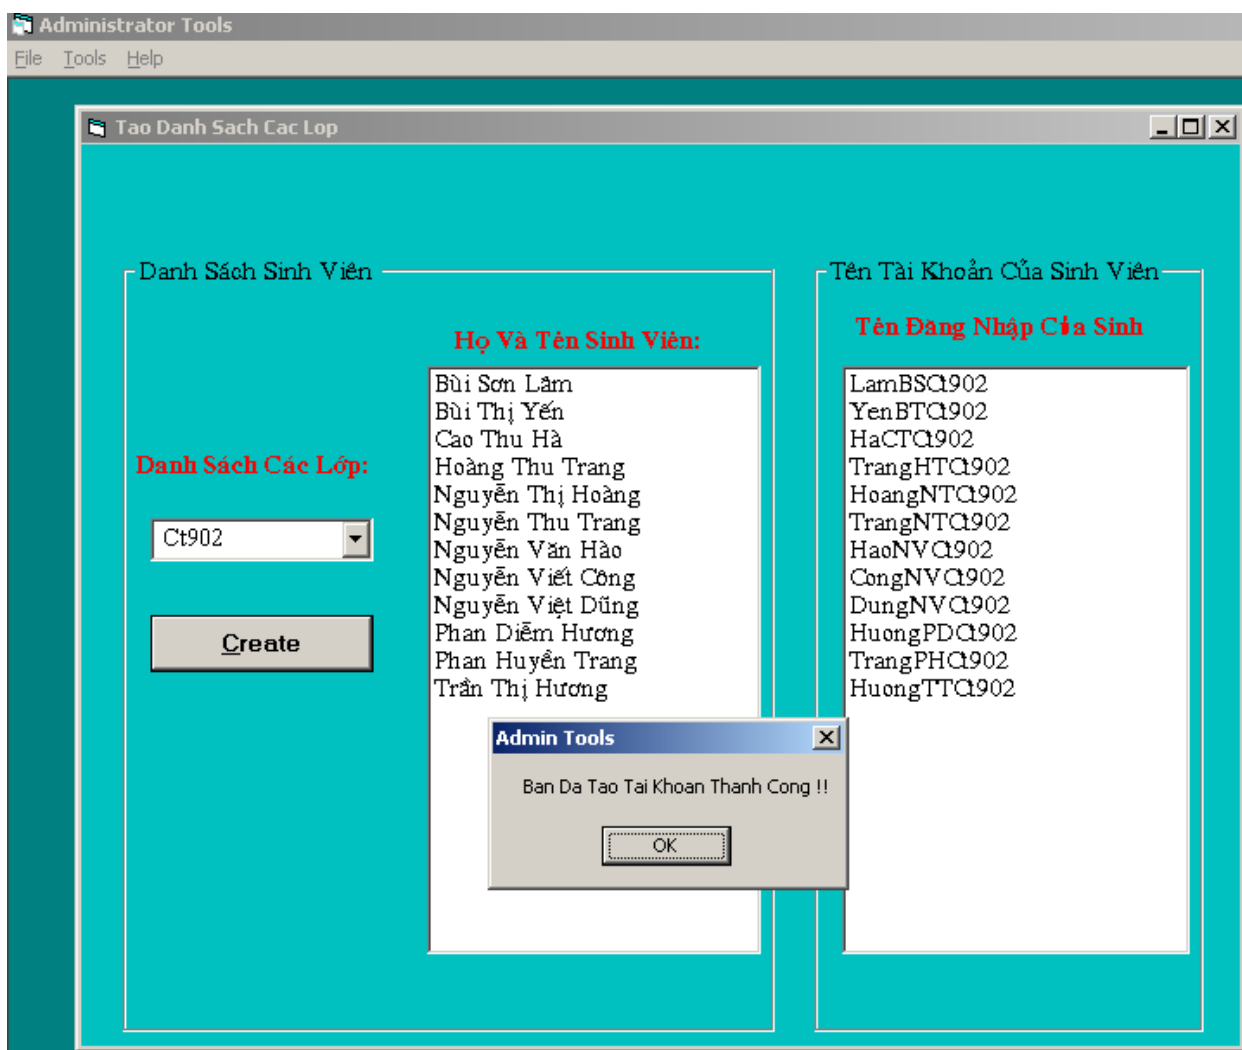 Administrator Tools
File Tools Help
Tao Danh Sach Cac Lop
Danh Sách Sinh Viên
Tên Tài Khoản Của Sinh Viên
Họ Và Tên Sinh Viên:
Tên Đăng Nhập Của Sinh
Danh Sách Các Lớp:
Ct902
Create
Bùi Sơn Lâm
Bùi Thị Yến
Cao Thu Hà
Hoàng Thu Trang
Nguyễn Thị Hoàng
Nguyễn Thu Trang
Nguyễn Văn Hào
Nguyễn Viết Công
Nguyễn Việt Dũng
Phan Diễm Hương
Phan Huyền Trang
Trần Thị Hương
LamBSCt902
YenBTCt902
HaCTCt902
TrangHTCt902
HoangNTCt902
TrangNTCt902
HaoNVCt902
CongNVCt902
DungNVCt902
HuongPDCt902
TrangPHCt902
HuongTTCt902
Admin Tools
Ban Da Tao Tai Khoan Thanh Cong !!
OK